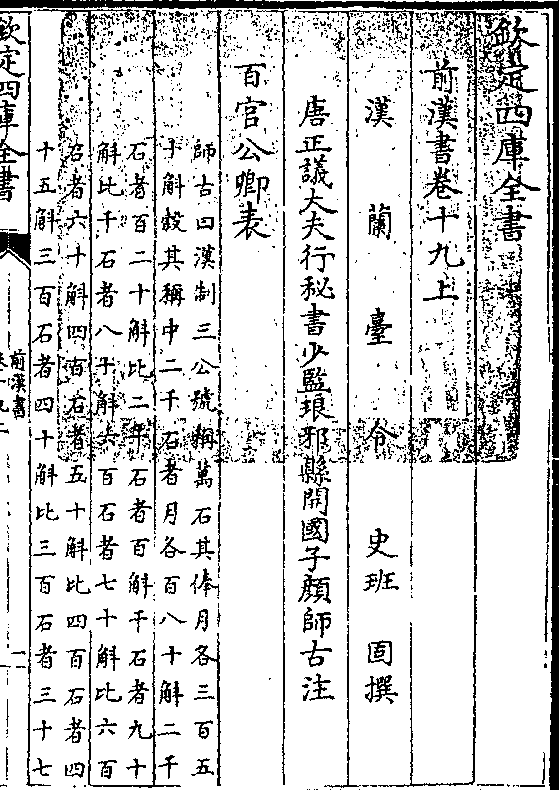 欽定四庫全書
前漢書卷十九上
漢蘭臺令史班固撰
唐正議大夫行秘書少監琅邪縣開國子顏師古注
百官公卿表
師古曰漢制三公號稱萬石其俸月各三百五
十斛穀其稱中二千石者月各百八十斛二千
石者百二十斛比二千石者百斛千石者九十
斛比千石者八十斛六百石者七十斛比六百
石者六十斛四百石者五十斛比四百石者四
十五斛三百石者四十斛比三百石者三十七
欽定四庫全書
前漢書